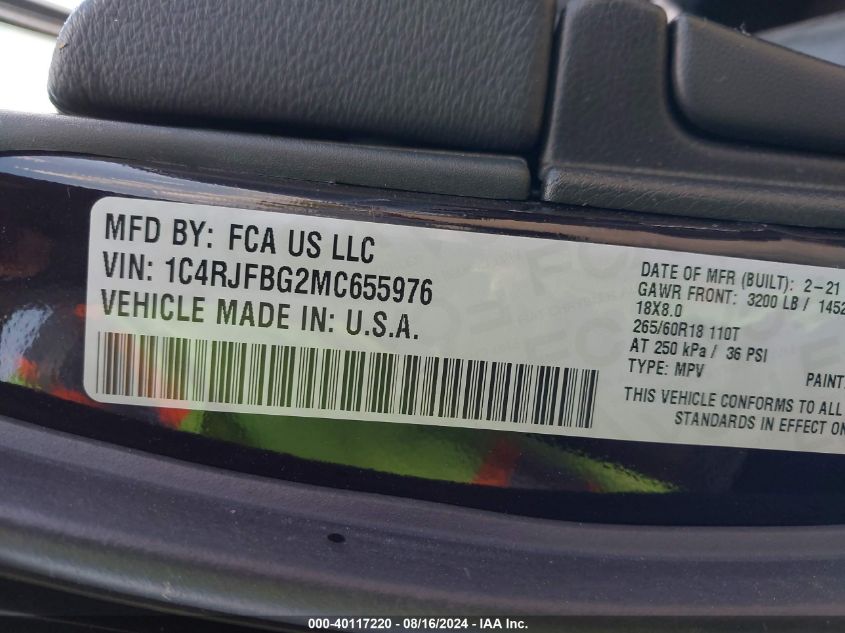 MFD BY: FCA US LLC
VIN: 1C4RJFBG2MC655976
VEHICLE MADE IN: U.S.A.
DATE OF MFR (BUILT): 2-21
GAWR FRONT: 3200 LB / 1452
18X8.0
265/60R18 110T
AT 250 kPa / 36 PSI
TYPE: MPV
PAINT:
THIS VEHICLE CONFORMS TO ALL
STANDARDS IN EFFECT ON
000-40117220 - 08/16/2024 - IAA Inc.